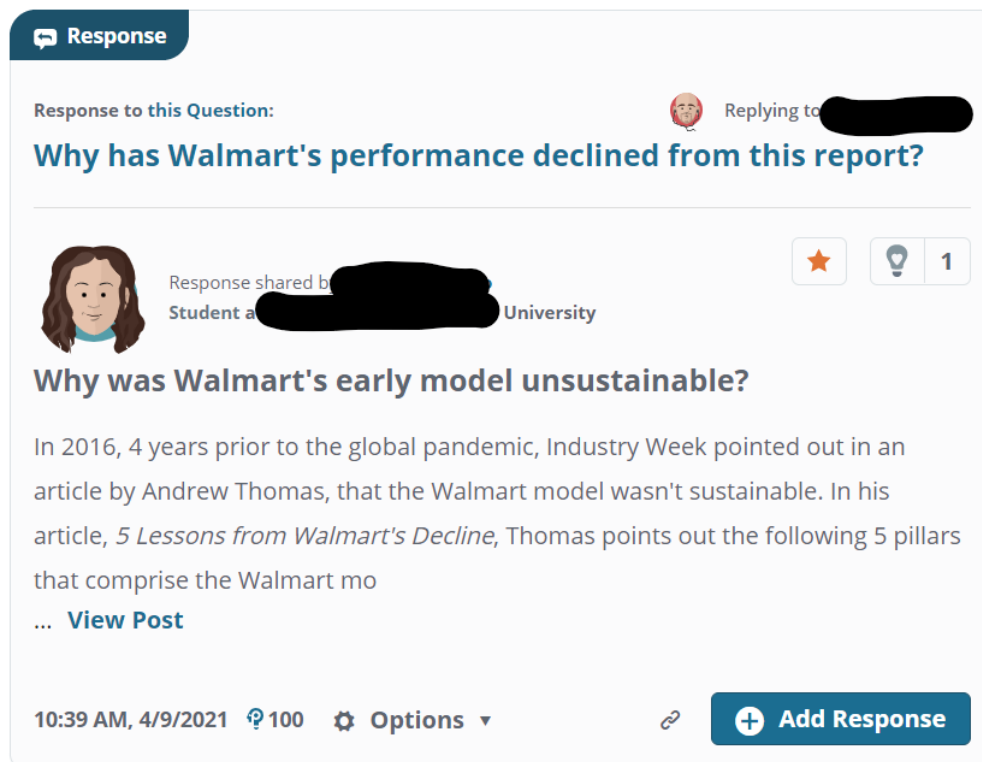 Response
Response to this Question:
Replying to
Why has Walmart's performance declined from this report?
1
Response shared
Student a
University
Why was Walmart's early model unsustainable?
In 2016, 4 years prior to the global pandemic, Industry Week pointed out in an
article by Andrew Thomas, that the Walmart model wasn't sustainable. In his
article, 5 Lessons from Walmart's Decline, Thomas points out the following 5 pillars
that comprise the Walmart mo
... View Post
10:39 AM, 4/9/2021 100 Options ▼
Add Response